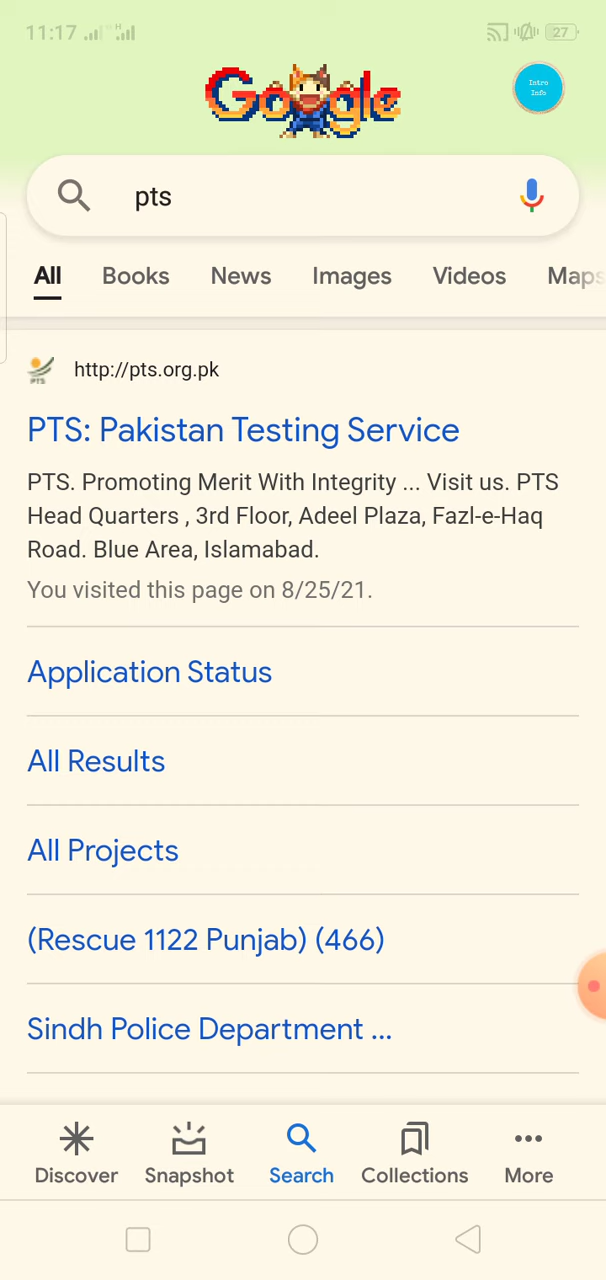 11:17
27
Google
Intro
Info
pts
All Books News Images Videos Maps
PTS
http://pts.org.pk
PTS: Pakistan Testing Service
PTS. Promoting Merit With Integrity ... Visit us. PTS
Head Quarters , 3rd Floor, Adeel Plaza, Fazl-e-Haq
Road. Blue Area, Islamabad.
You visited this page on 8/25/21.
Application Status
All Results
All Projects
(Rescue 1122 Punjab) (466)
Sindh Police Department ...
Discover Snapshot Search Collections More